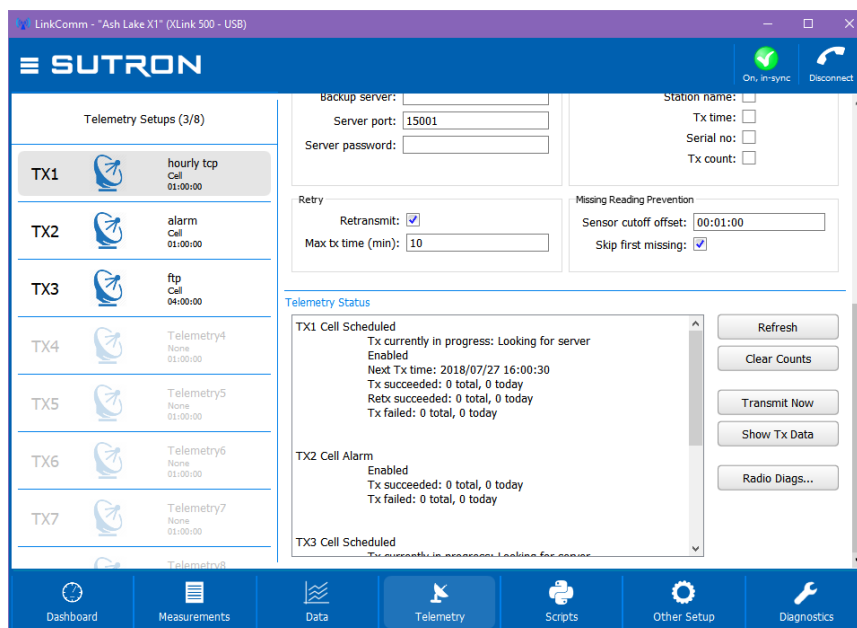 LinkComm - "Ash Lake X1" (XLink 500 - USB)
SUTRON
On, in-sync
Disconnect
Telemetry Setups (3/8)
TX1
hourly tcp
Cell
01:00:00
TX2
alarm
Cell
01:00:00
TX3
ftp
Cell
04:00:00
TX4
Telemetry4
None
01:00:00
TX5
Telemetry5
None
01:00:00
TX6
Telemetry6
None
01:00:00
TX7
Telemetry7
None
01:00:00
Telemetry8
Backup server:
Server port: 15001
Server password:
Station name:
Tx time:
Serial no:
Tx count:
Retry
Retransmit:
Max tx time (min): 10
Missing Reading Prevention
Sensor cutoff offset: 00:01:00
Skip first missing:
Telemetry Status
TX1 Cell Scheduled
Tx currently in progress: Looking for server
Enabled
Next Tx time: 2018/07/27 16:00:30
Tx succeeded: 0 total, 0 today
Retx succeeded: 0 total, 0 today
Tx failed: 0 total, 0 today
TX2 Cell Alarm
Enabled
Tx succeeded: 0 total, 0 today
Tx failed: 0 total, 0 today
TX3 Cell Scheduled
Tx currently in progress: Looking for server
Refresh
Clear Counts
Transmit Now
Show Tx Data
Radio Diags...
Dashboard
Measurements
Data
Telemetry
Scripts
Other Setup
Diagnostics